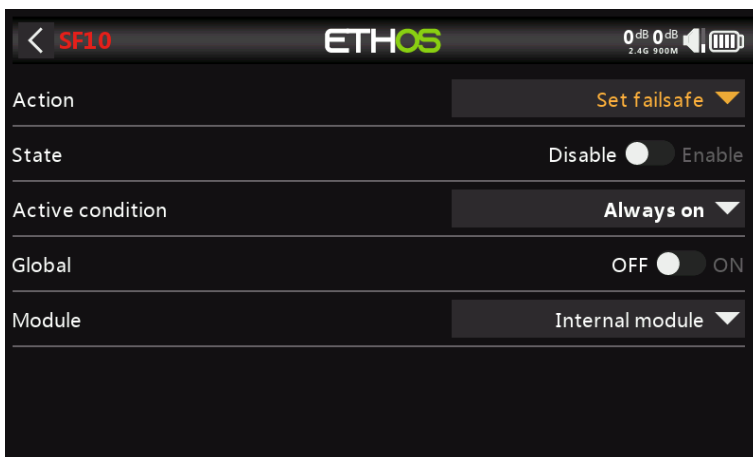 SF10 ETHOS 0dB 0dB
2.4G 900M
Action Set failsafe
State Disable Enable
Active condition Always on
Global OFF ON
Module Internal module